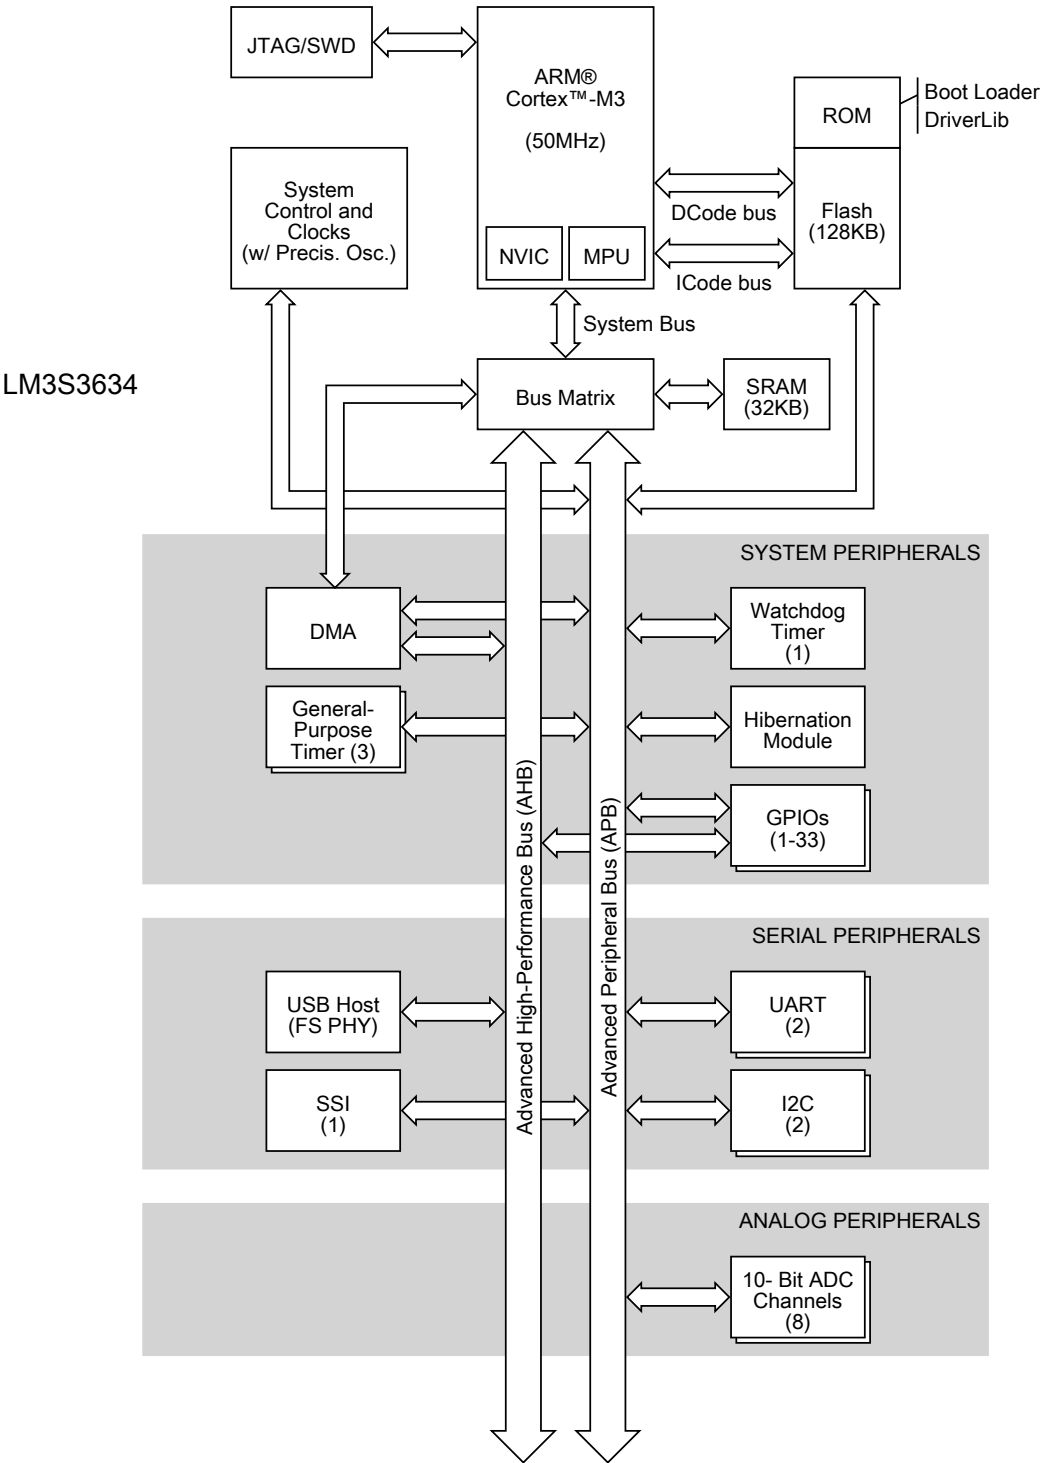 JTAG/SWD
ARM®
Cortex™-M3
(50MHz)
NVIC
MPU
ROM
Boot Loader
DriverLib
System
Control and
Clocks
(w/ Precis. Osc.)
DCode bus
Flash
(128KB)
ICode bus
System Bus
LM3S3634
Bus Matrix
SRAM
(32KB)
SYSTEM PERIPHERALS
DMA
Watchdog
Timer
(1)
General-
Purpose
Timer (3)
Hibernation
Module
GPIOs
(1-33)
Advanced High-Performance Bus (AHB)
Advanced Peripheral Bus (APB)
SERIAL PERIPHERALS
USB Host
(FS PHY)
UART
(2)
SSI
(1)
I2C
(2)
ANALOG PERIPHERALS
10- Bit ADC
Channels
(8)